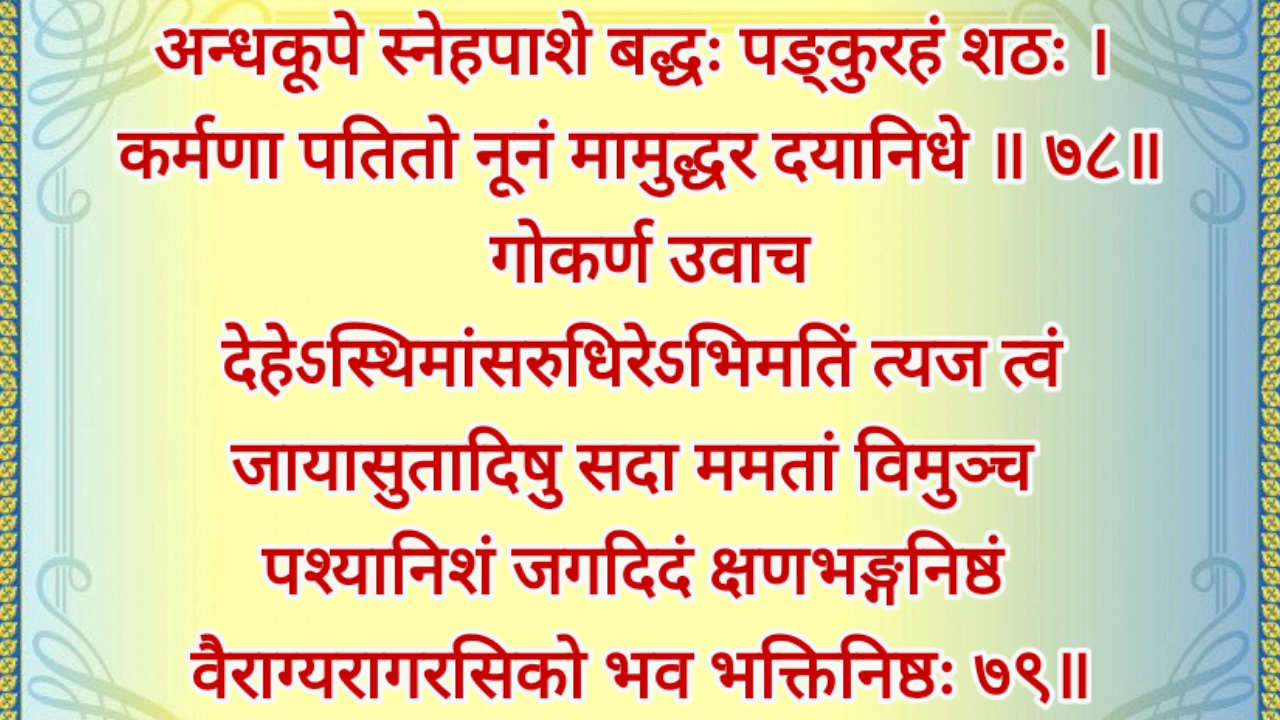 अन्धकूपे स्नेहपाशे बद्धः पङ्कुरहं शठः ।
कर्मणा पतितो नूनं मामुद्धर दयानिधे ॥ ७८॥
गोकर्ण उवाच
देहेऽस्थिमांसरुधिरेऽभिमतिं त्यज त्वं
जायासुतादिषु सदा ममतां विमुञ्च
पश्यानिशं जगदिदं क्षणभङ्गनिष्ठं
वैराग्यरागरसिको भव भक्तिनिष्ठः ७९॥